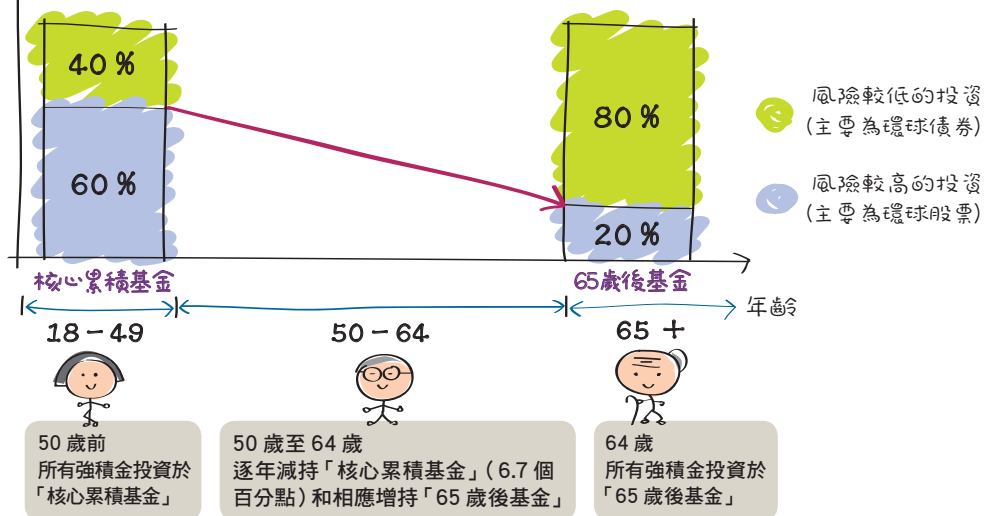 40 %
60 %
80 %
20 %
風險較低的投資
(主要為環球債券)
風險較高的投資
(主要為環球股票)
核心累積基金
65歲後基金
年齡
18 – 49
50 – 64
65 +
50 歲前
所有強積金投資於
「核心累積基金」
50 歲至 64 歲
逐年減持「核心累積基金」( 6.7 個
百分點 ) 和相應增持「65 歲後基金」
64 歲
所有強積金投資於
「65 歲後基金」